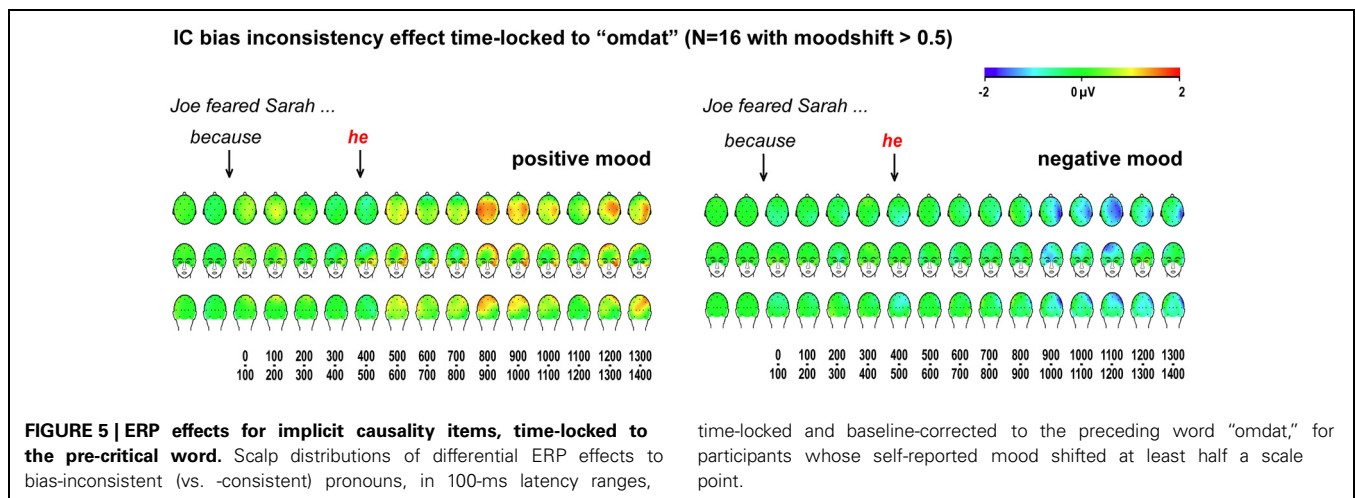 IC bias inconsistency effect time-locked to “omdat” (N=16 with moodshift > 0.5)
-2 0 µV 2
Joe feared Sarah ...
because he
positive mood
0 100 200 300 400 500 600 700 800 900 1000 1100 1200 1300
100 200 300 400 500 600 700 800 900 1000 1100 1200 1300 1400
Joe feared Sarah ...
because he
negative mood
0 100 200 300 400 500 600 700 800 900 1000 1100 1200 1300
100 200 300 400 500 600 700 800 900 1000 1100 1200 1300 1400
FIGURE 5 | ERP effects for implicit causality items, time-locked to
the pre-critical word. Scalp distributions of differential ERP effects to
bias-inconsistent (vs. -consistent) pronouns, in 100-ms latency ranges,
time-locked and baseline-corrected to the preceding word “omdat,” for
participants whose self-reported mood shifted at least half a scale
point.